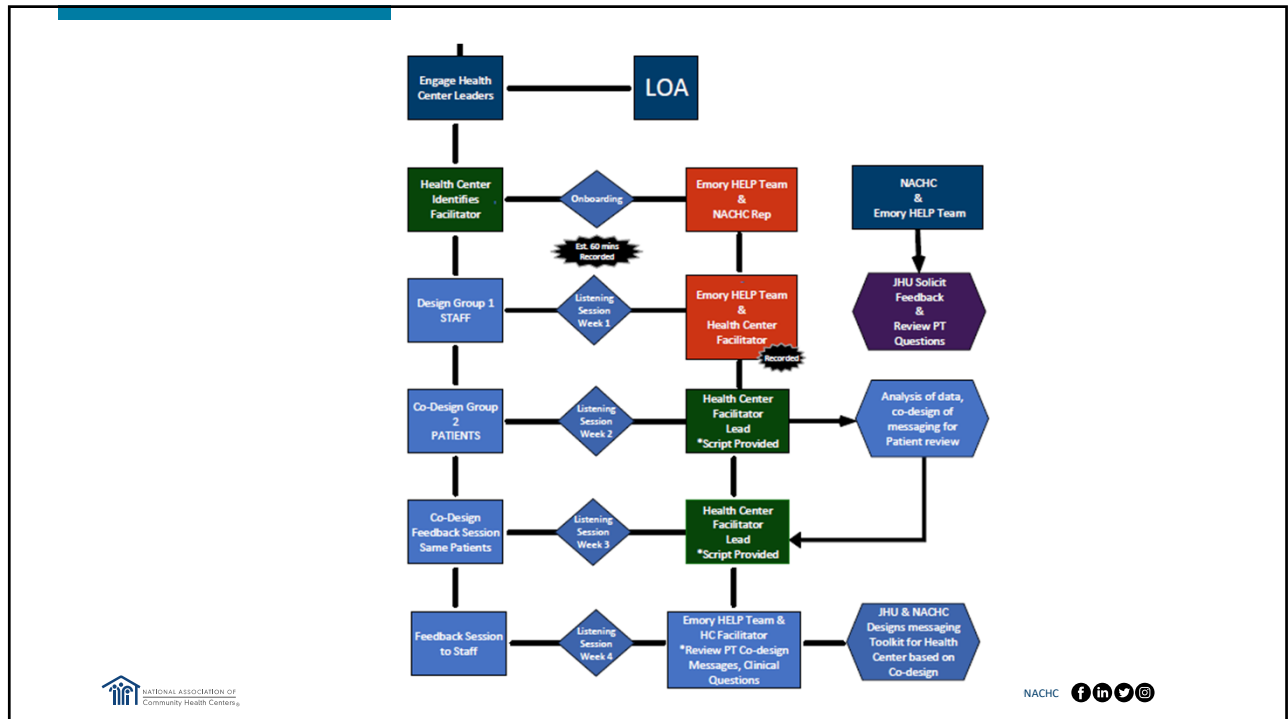 Engage Health
Center Leaders
LOA
Health Center
Identifies
Facilitator
Onboarding
Emory HELP Team
&
NACHC Rep
NACHC
&
Emory HELP Team
Est. 60 mins
Recorded
Design Group 1
STAFF
Listening
Session
Week 1
Emory HELP Team
&
Health Center
Facilitator
Recorded
JHU Solicit
Feedback
&
Review PT
Questions
Co-Design Group
2
PATIENTS
Listening
Session
Week 2
Health Center
Facilitator
Lead
*Script Provided
Analysis of data,
co-design of
messaging for
Patient review
Co-Design
Feedback Session
Same Patients
Listening
Session
Week 3
Health Center
Facilitator
Lead
*Script Provided
Feedback Session
to Staff
Listening
Session
Week 4
Emory HELP Team &
HC Facilitator
*Review PT Co-design
Messages, Clinical
Questions
JHU & NACHC
Designs messaging
Toolkit for Health
Center based on
Co-design
NATIONAL ASSOCIATION OF
Community Health Centers®
NACHC